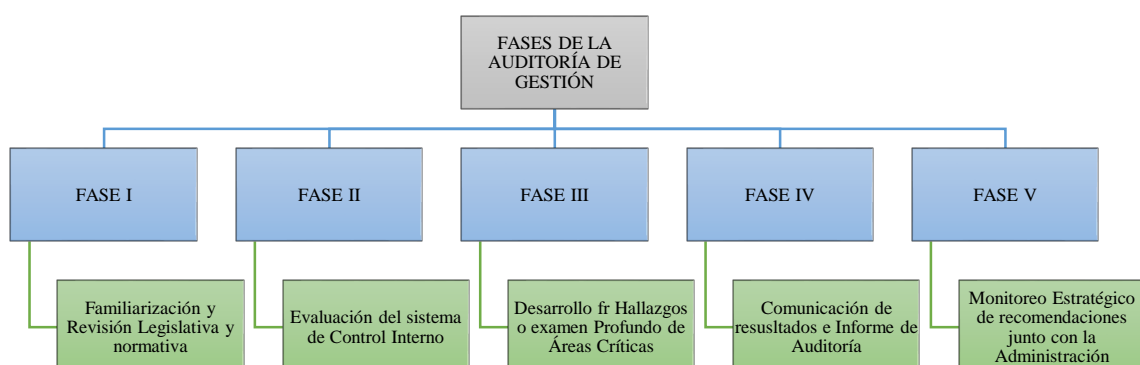 FASES DE LA
AUDITORÍA DE
GESTIÓN
FASE I
FASE II
FASE III
FASE IV
FASE V
Familiarización y
Revisión Legislativa y
normativa
Evaluación del sistema
de Control Interno
Desarrollo fr Hallazgos
o examen Profundo de
Áreas Críticas
Comunicación de
resusltados e Informe de
Auditoría
Monitoreo Estratégico
de recomendaciones
junto con la
Administración